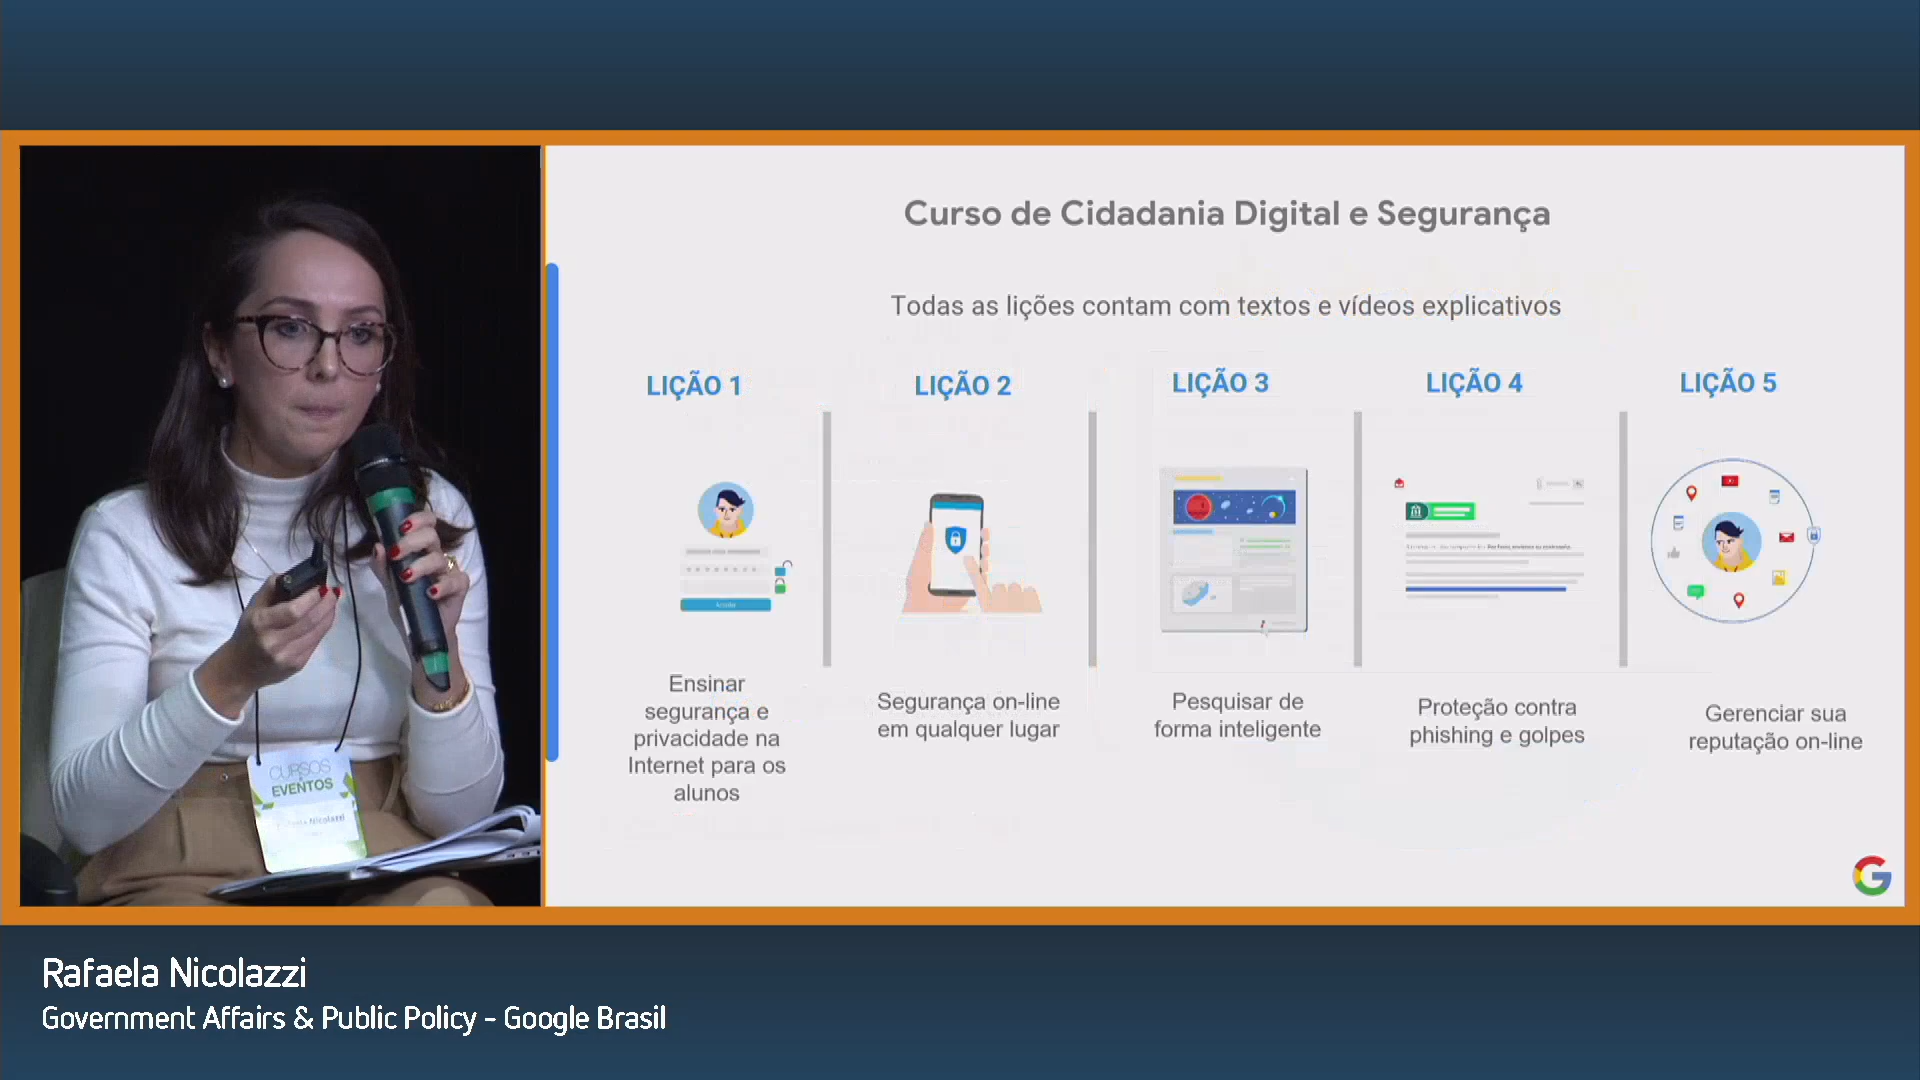 Curso de Cidadania Digital e Segurança
Todas as lições contam com textos e vídeos explicativos
LIÇÃO 1
LIÇÃO 2
LIÇÃO 3
LIÇÃO 4
LIÇÃO 5
Ensinar
segurança e
privacidade na
Internet para os
alunos
Segurança on-line
em qualquer lugar
Pesquisar de
forma inteligente
Proteção contra
phishing e golpes
Gerenciar sua
reputação on-line
G
CURSOS
EVENTOS
Nicolazzi
Rafaela Nicolazzi
Government Affairs & Public Policy - Google Brasil